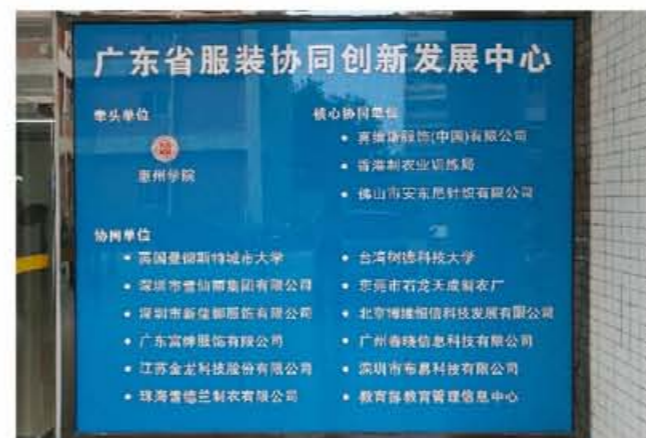 广东省服装协同创新发展中心
牵头单位
惠州学院
核心协同单位
• 真维斯服饰(中国)有限公司
• 香港制衣业训练局
• 佛山市安东尼针织有限公司
协同单位
• 英国曼彻斯特城市大学
• 深圳市雪仙丽集团有限公司
• 深圳市新佳御服饰有限公司
• 广东富绅服饰有限公司
• 江苏金龙科技股份有限公司
• 珠海雪德兰制衣有限公司
• 台湾树德科技大学
• 东莞市石龙天成制衣厂
• 北京博维恒信科技发展有限公司
• 广州春晓信息科技有限公司
• 深圳市布易科技有限公司
• 教育部教育管理信息中心